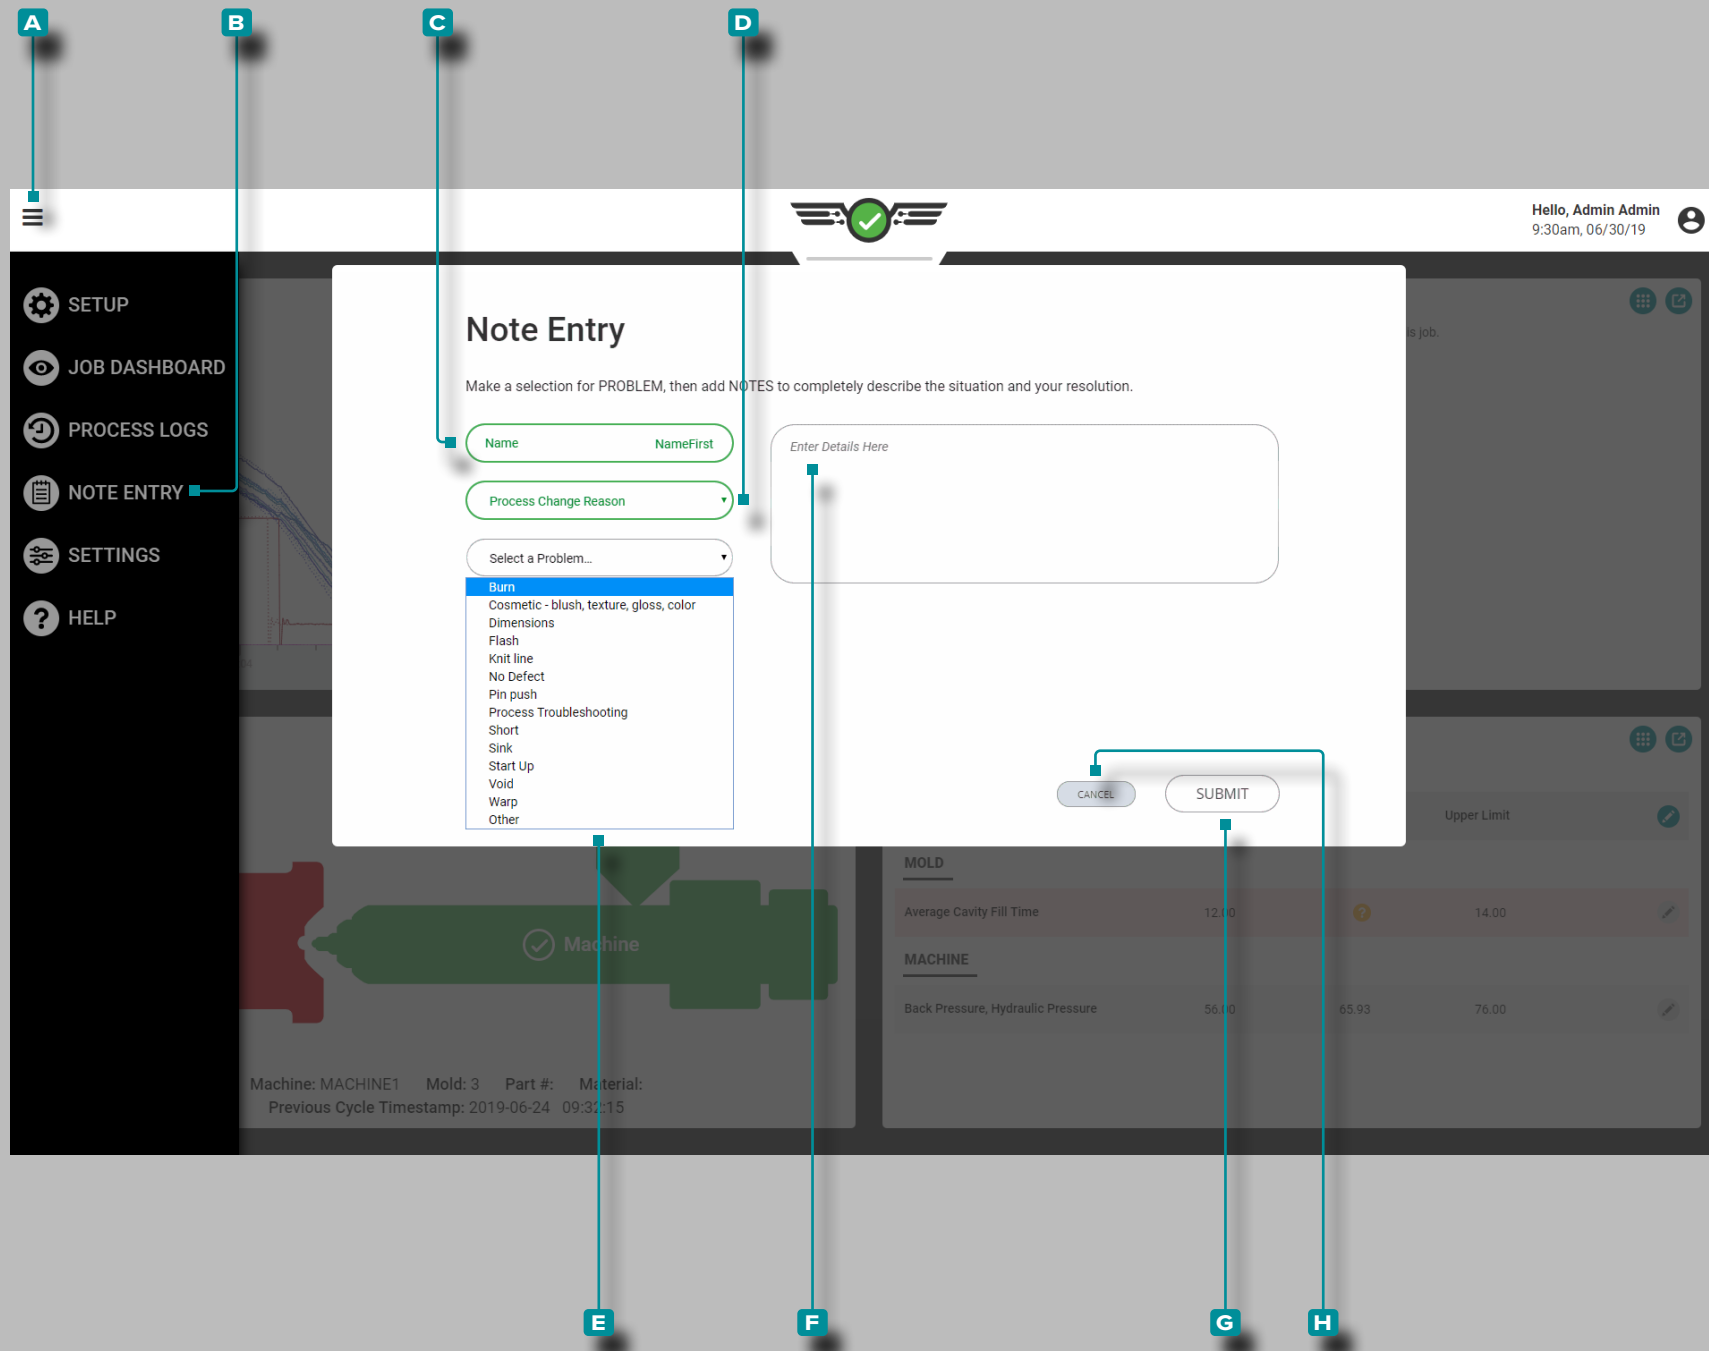 A B C D
Hello, Admin Admin
9:30am, 06/30/19
SETUP
JOB DASHBOARD
PROCESS LOGS
NOTE ENTRY
SETTINGS
HELP
is job.
Note Entry
Make a selection for PROBLEM, then add NOTES to completely describe the situation and your resolution.
Name NameFirst
Process Change Reason
Select a Problem...
Burn
Cosmetic - blush, texture, gloss, color
Dimensions
Flash
Knit line
No Defect
Pin push
Process Troubleshooting
Short
Sink
Start Up
Void
Warp
Other
Enter Details Here
CANCEL
SUBMIT
Machine
Machine: MACHINE1 Mold: 3 Part #: Material:
Previous Cycle Timestamp: 2019-06-24 09:32:15
Upper Limit
MOLD
Average Cavity Fill Time 12.00 ? 14.00
MACHINE
Back Pressure, Hydraulic Pressure 56.00 65.93 76.00
E F G H